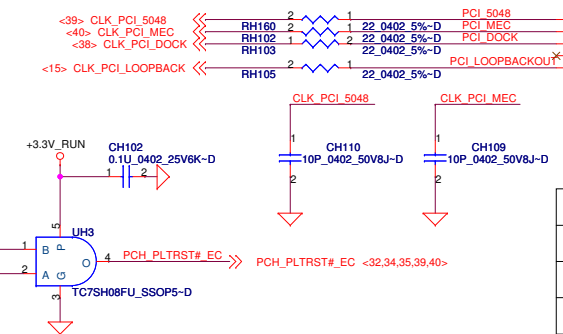 <39> CLK_PCI_5048 2 1 PCI_5048
RH160 22_0402_5%~D
<40> CLK_PCI_MEC 2 1 PCI_MEC
RH102 22_0402_5%~D
<38> CLK_PCI_DOCK 1 2 PCI_DOCK
RH103 22_0402_5%~D
<15> CLK_PCI_LOOPBACK 2 1 PCI_LOOPBACKOUT
RH105 22_0402_5%~D
CLK_PCI_5048 CLK_PCI_MEC
+3.3V_RUN
CH102
0.1U_0402_25V6K~D
1 2
1 1
CH110 CH109
10P_0402_50V8J~D 10P_0402_50V8J~D
2 2
5
UH3
1 B P
O 4 PCH_PLTRST#_EC PCH_PLTRST#_EC <32,34,35,39,40>
2 A G
3
TC7SH08FU_SSOP5~D